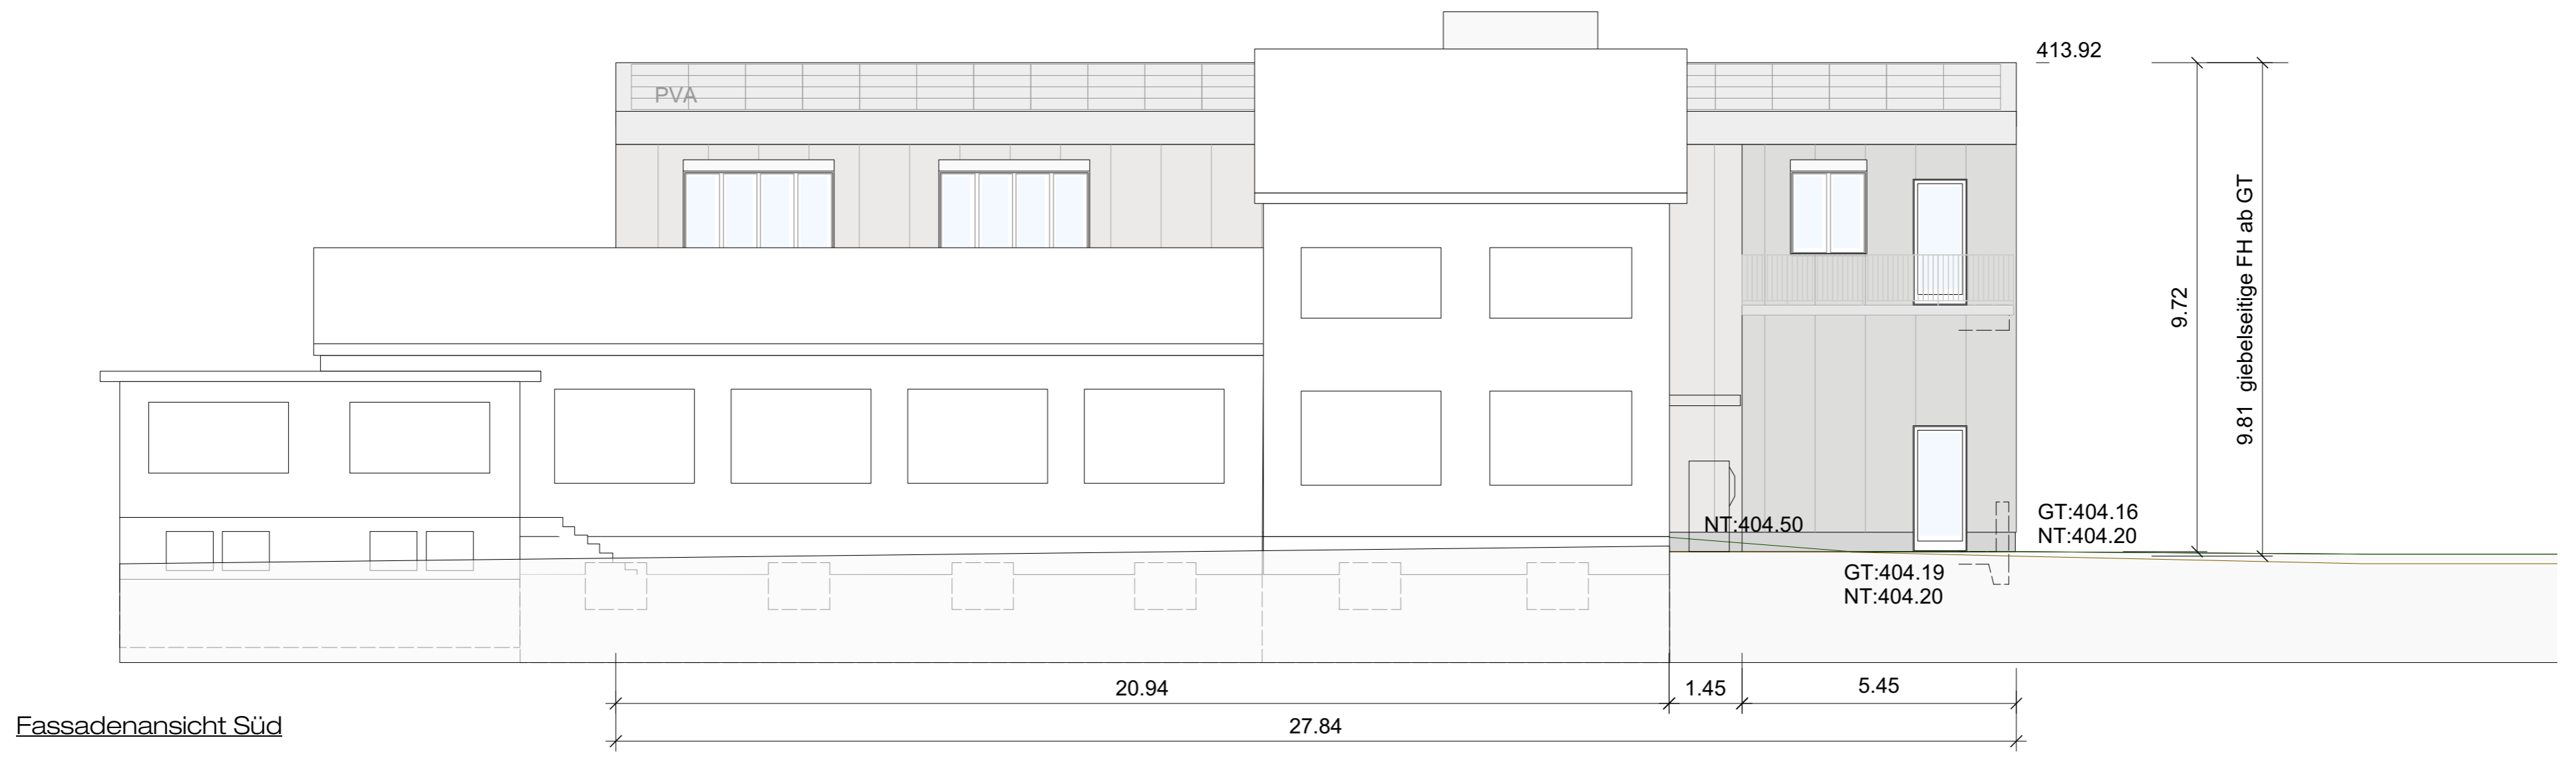 413.92
PVA
9.72
9.81 giebelseitige FH ab GT
NT:404.50
GT:404.16
NT:404.20
GT:404.19
NT:404.20
20.94
1.45
5.45
27.84
Fassadenansicht Süd